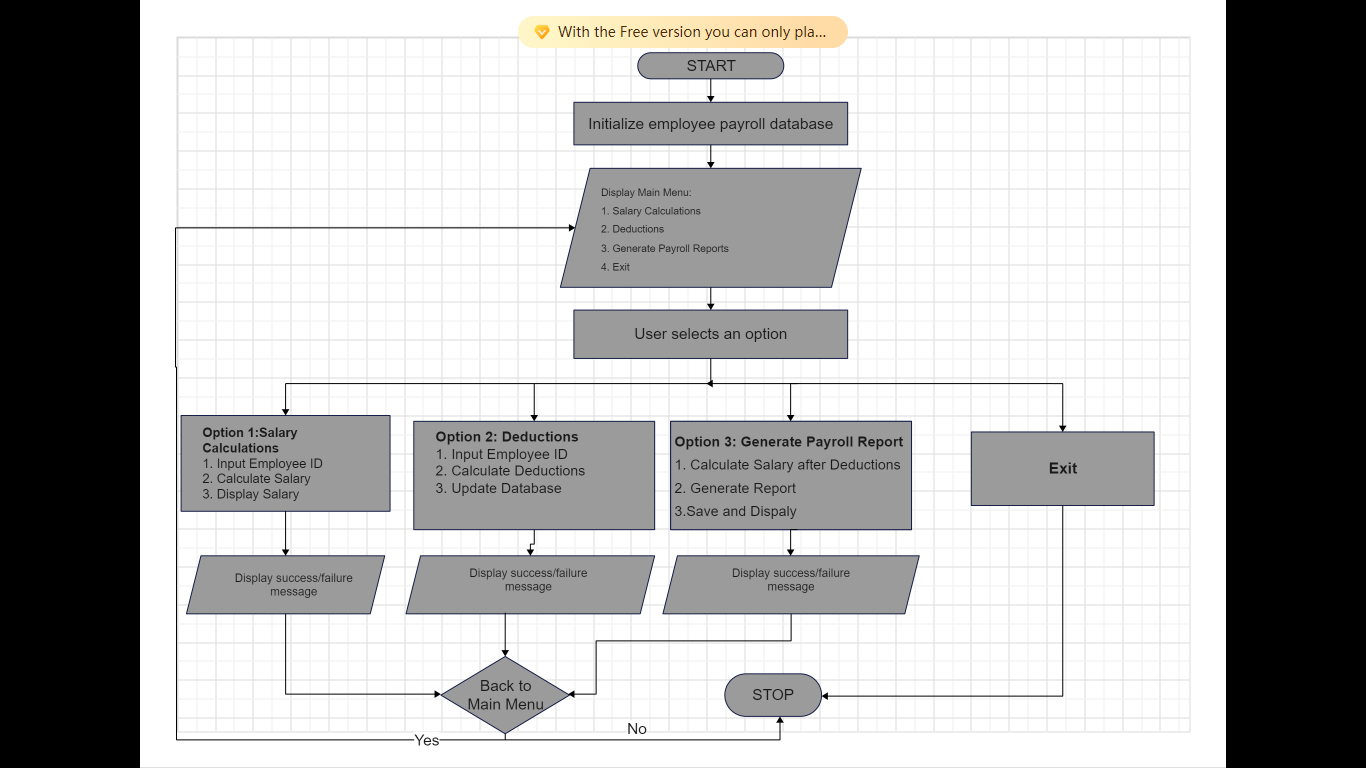 With the Free version you can only pla...
START
Initialize employee payroll database
Display Main Menu:
1. Salary Calculations
2. Deductions
3. Generate Payroll Reports
4. Exit
User selects an option
Option 1:Salary
Calculations
1. Input Employee ID
2. Calculate Salary
3. Display Salary
Option 2: Deductions
1. Input Employee ID
2. Calculate Deductions
3. Update Database
Option 3: Generate Payroll Report
1. Calculate Salary after Deductions
2. Generate Report
3.Save and Dispaly
Exit
Display success/failure
message
Display success/failure
message
Display success/failure
message
Back to
Main Menu
STOP
No
Yes